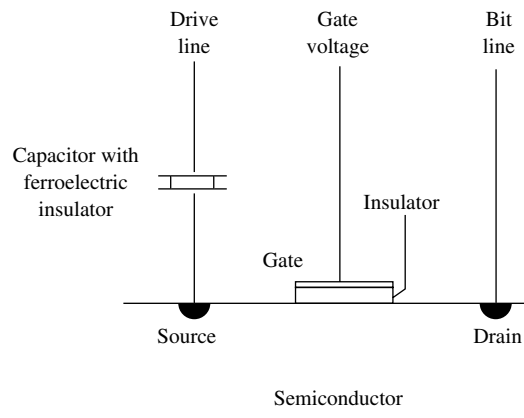 Drive
line
Gate
voltage
Bit
line
Capacitor with
ferroelectric
insulator
Insulator
Gate
Source
Drain
Semiconductor